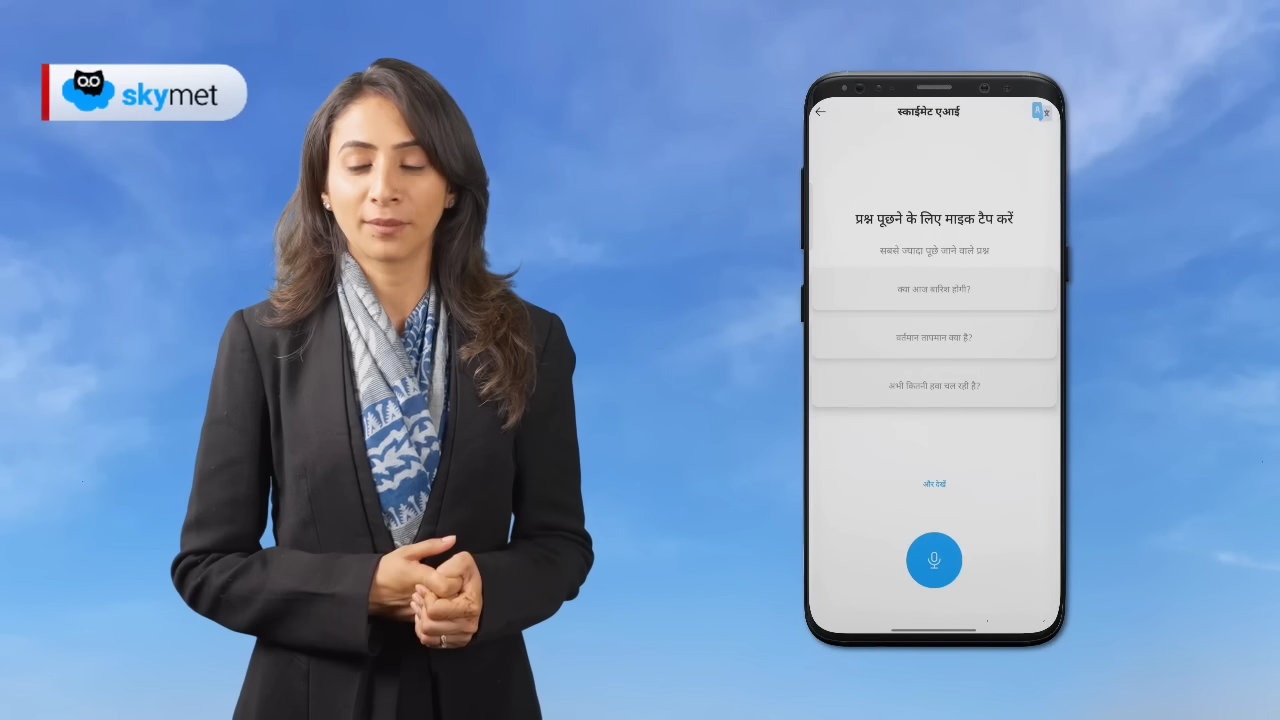 skymet
स्काईमेट एआई
प्रश्न पूछने के लिए माइक टैप करें
सबसे ज्यादा पूछे जाने वाले प्रश्न
क्या आज बारिश होगी?
वर्तमान तापमान क्या है?
अभी कितनी हवा चल रही है?
और देखें